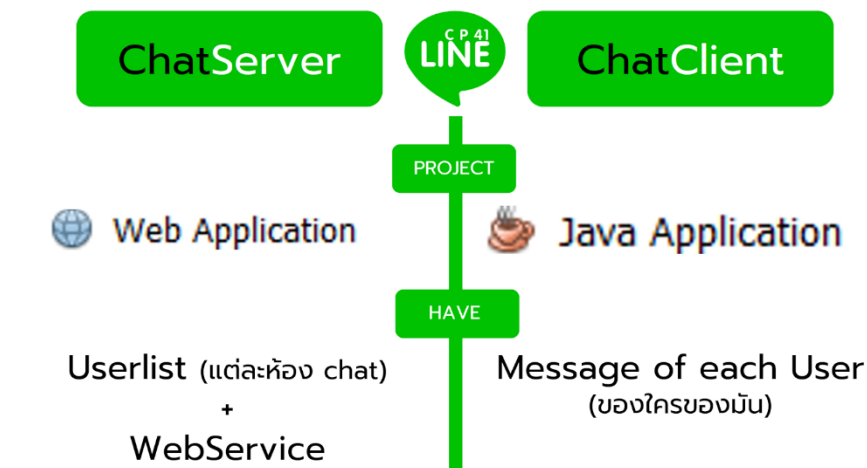 ChatServer
CP41
LINE
ChatClient
PROJECT
Web Application
Java Application
HAVE
Userlist (แต่ละห้อง chat)
+
WebService
Message of each User
(ของใครของมัน)